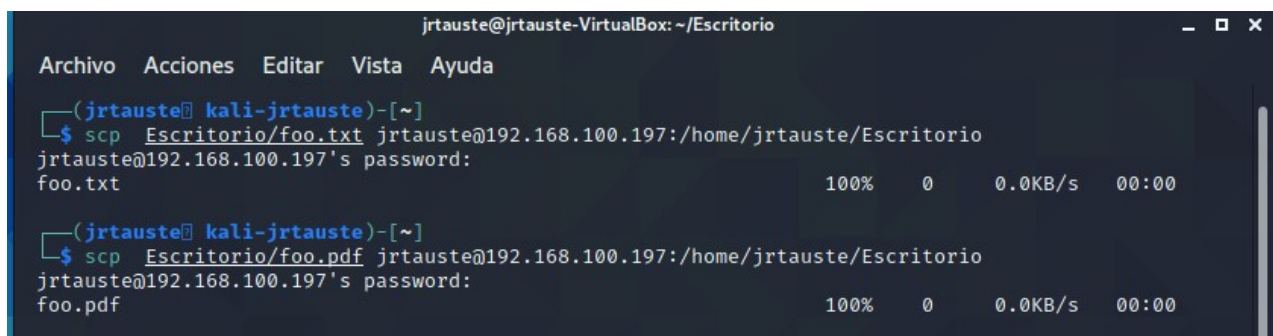 jrtauste@jrtauste-VirtualBox: ~/Escritorio
Archivo Acciones Editar Vista Ayuda
┌──(jrtauste⍰ kali-jrtauste)-[~]
└─$ scp Escritorio/foo.txt jrtauste@192.168.100.197:/home/jrtauste/Escritorio
jrtauste@192.168.100.197's password:
foo.txt 100% 0 0.0KB/s 00:00
┌──(jrtauste⍰ kali-jrtauste)-[~]
└─$ scp Escritorio/foo.pdf jrtauste@192.168.100.197:/home/jrtauste/Escritorio
jrtauste@192.168.100.197's password:
foo.pdf 100% 0 0.0KB/s 00:00